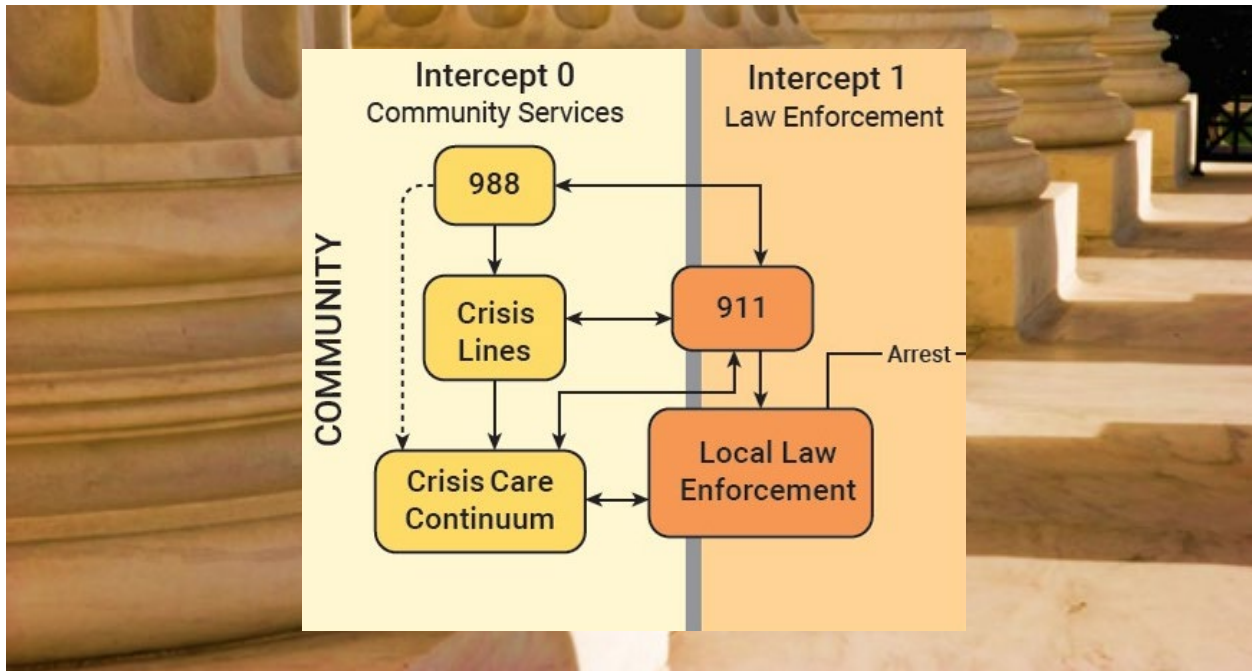 Intercept 0
Community Services
Intercept 1
Law Enforcement
COMMUNITY
988
Crisis
Lines
911
Arrest
Crisis Care
Continuum
Local Law
Enforcement